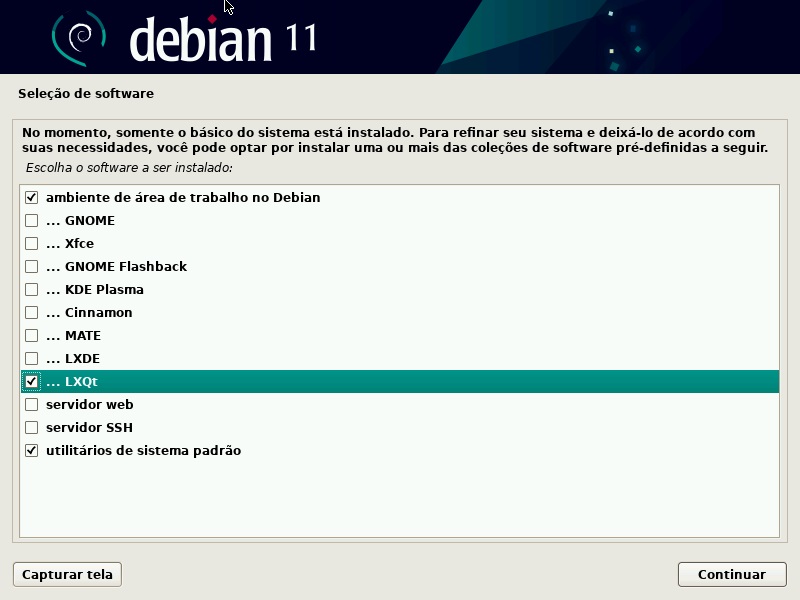 debian 11
Seleção de software
No momento, somente o básico do sistema está instalado. Para refinar seu sistema e deixá-lo de acordo com
suas necessidades, você pode optar por instalar uma ou mais das coleções de software pré-definidas a seguir.
Escolha o software a ser instalado:
ambiente de área de trabalho no Debian
... GNOME
... Xfce
... GNOME Flashback
... KDE Plasma
... Cinnamon
... MATE
... LXDE
... LXQt
servidor web
servidor SSH
utilitários de sistema padrão
Capturar tela
Continuar